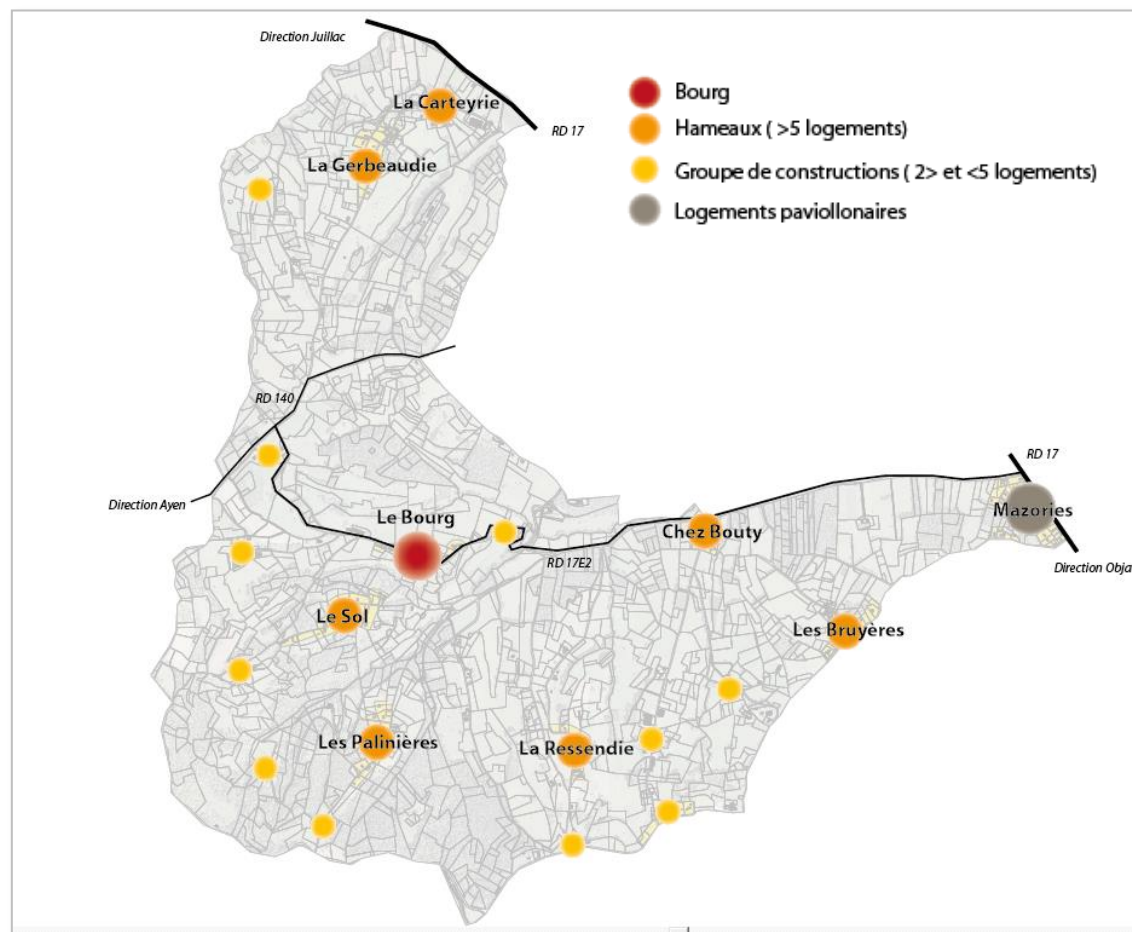 Direction Juillac
La Carteyrie
RD 17
La Gerbeaudie
Bourg
Hameaux ( >5 logements)
Groupe de constructions ( 2> et <5 logements)
Logements paviollonaires
RD 140
Direction Ayen
Le Bourg
RD 17E2
Chez Bouty
RD 17
Mazories
Direction Obja
Le Sol
Les Bruyères
Les Palinières
La Ressendie